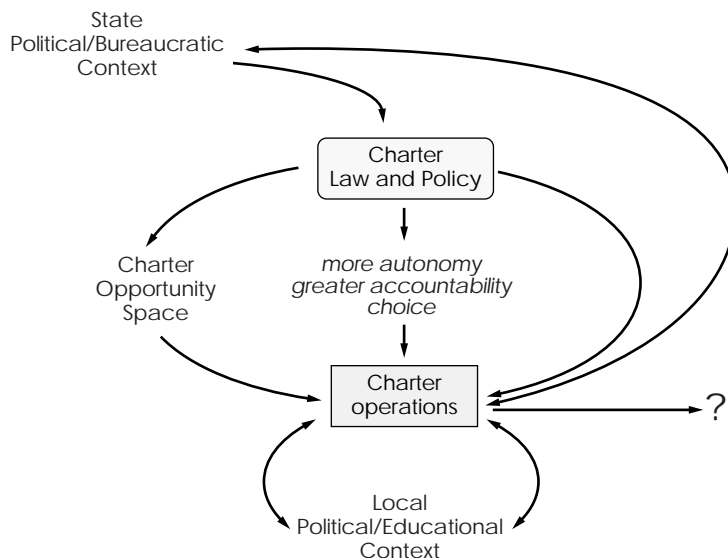 State
Political/Bureaucratic
Context
Charter
Law and Policy
Charter
Opportunity
Space
more autonomy
greater accountability
choice
Charter
operations
?
Local
Political/Educational
Context